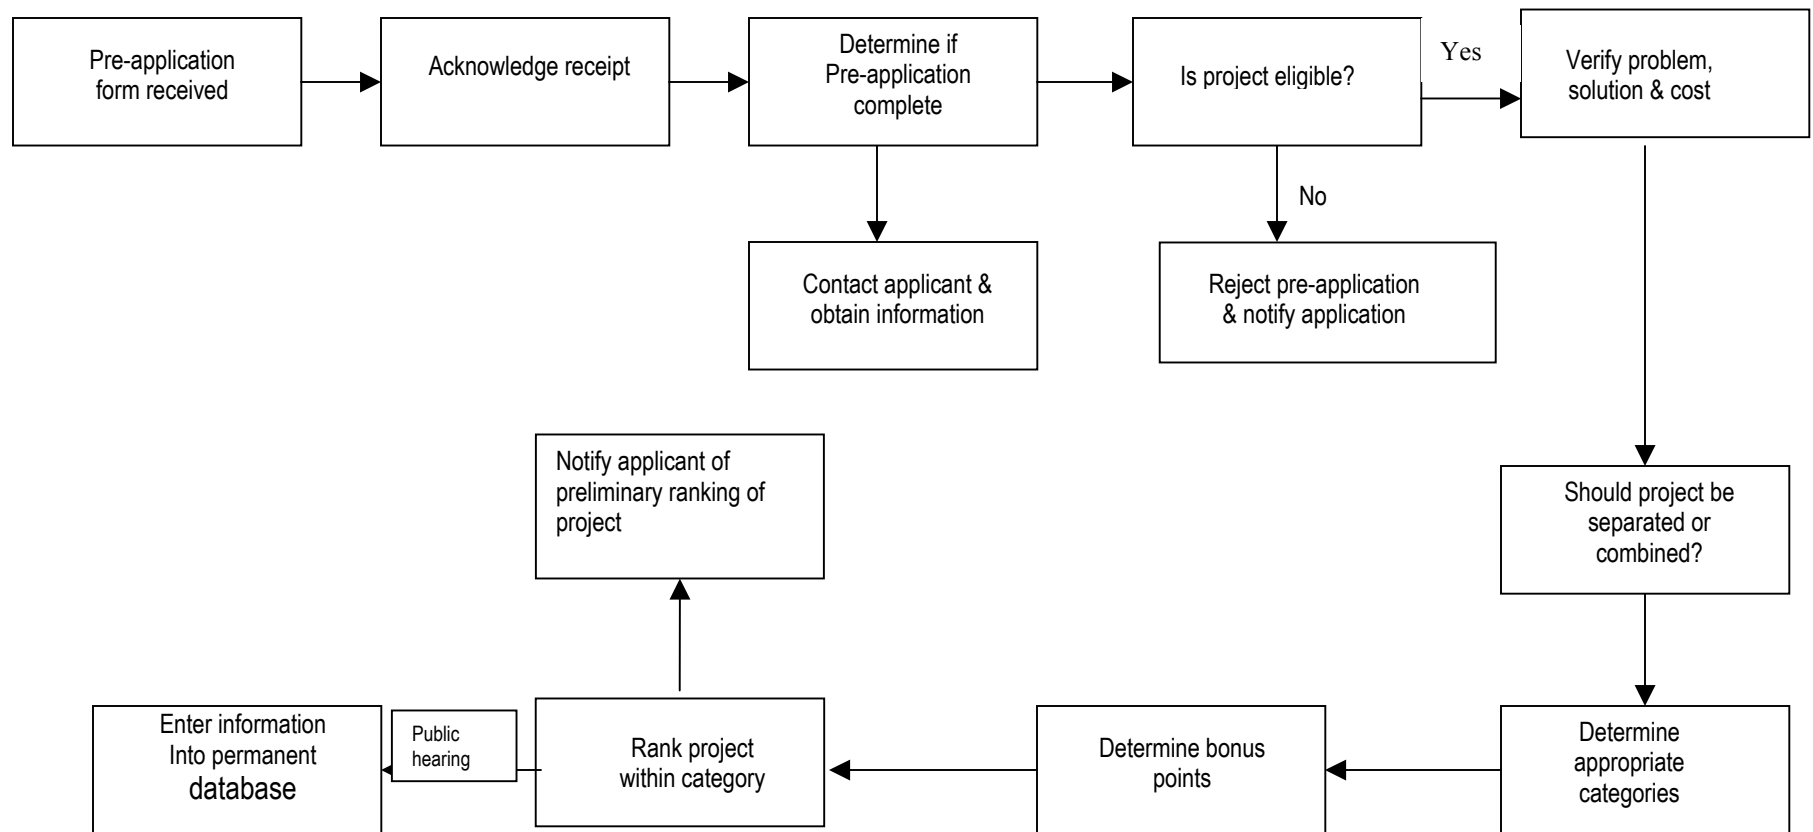 Pre-application
form received
Acknowledge receipt
Determine if
Pre-application
complete
Is project eligible?
Yes
Verify problem,
solution & cost
No
Contact applicant &
obtain information
Reject pre-application
& notify application
Should project be
separated or
combined?
Determine
appropriate
categories
Determine bonus
points
Rank project
within category
Notify applicant of
preliminary ranking of
project
Public
hearing
Enter information
Into permanent
database